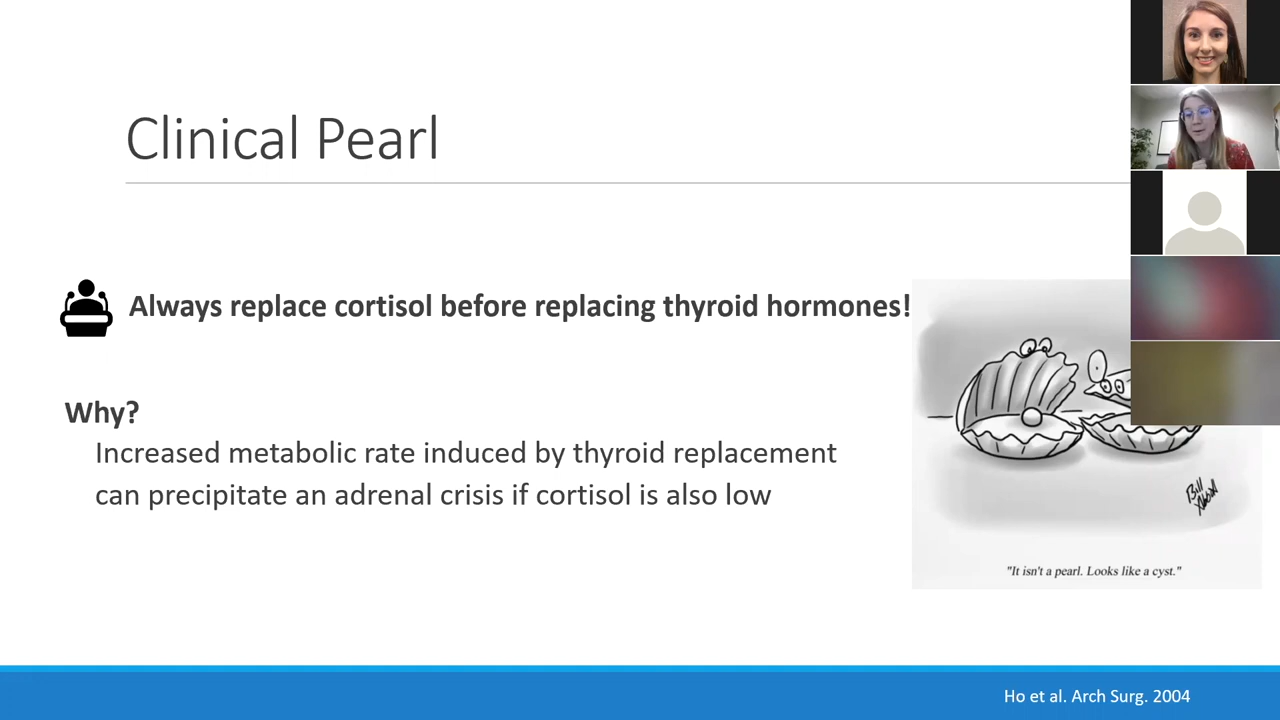 Clinical Pearl
Always replace cortisol before replacing thyroid hormones!
Why?
Increased metabolic rate induced by thyroid replacement
can precipitate an adrenal crisis if cortisol is also low
Bill
"It isn't a pearl. Looks like a cyst."
Ho et al. Arch Surg. 2004